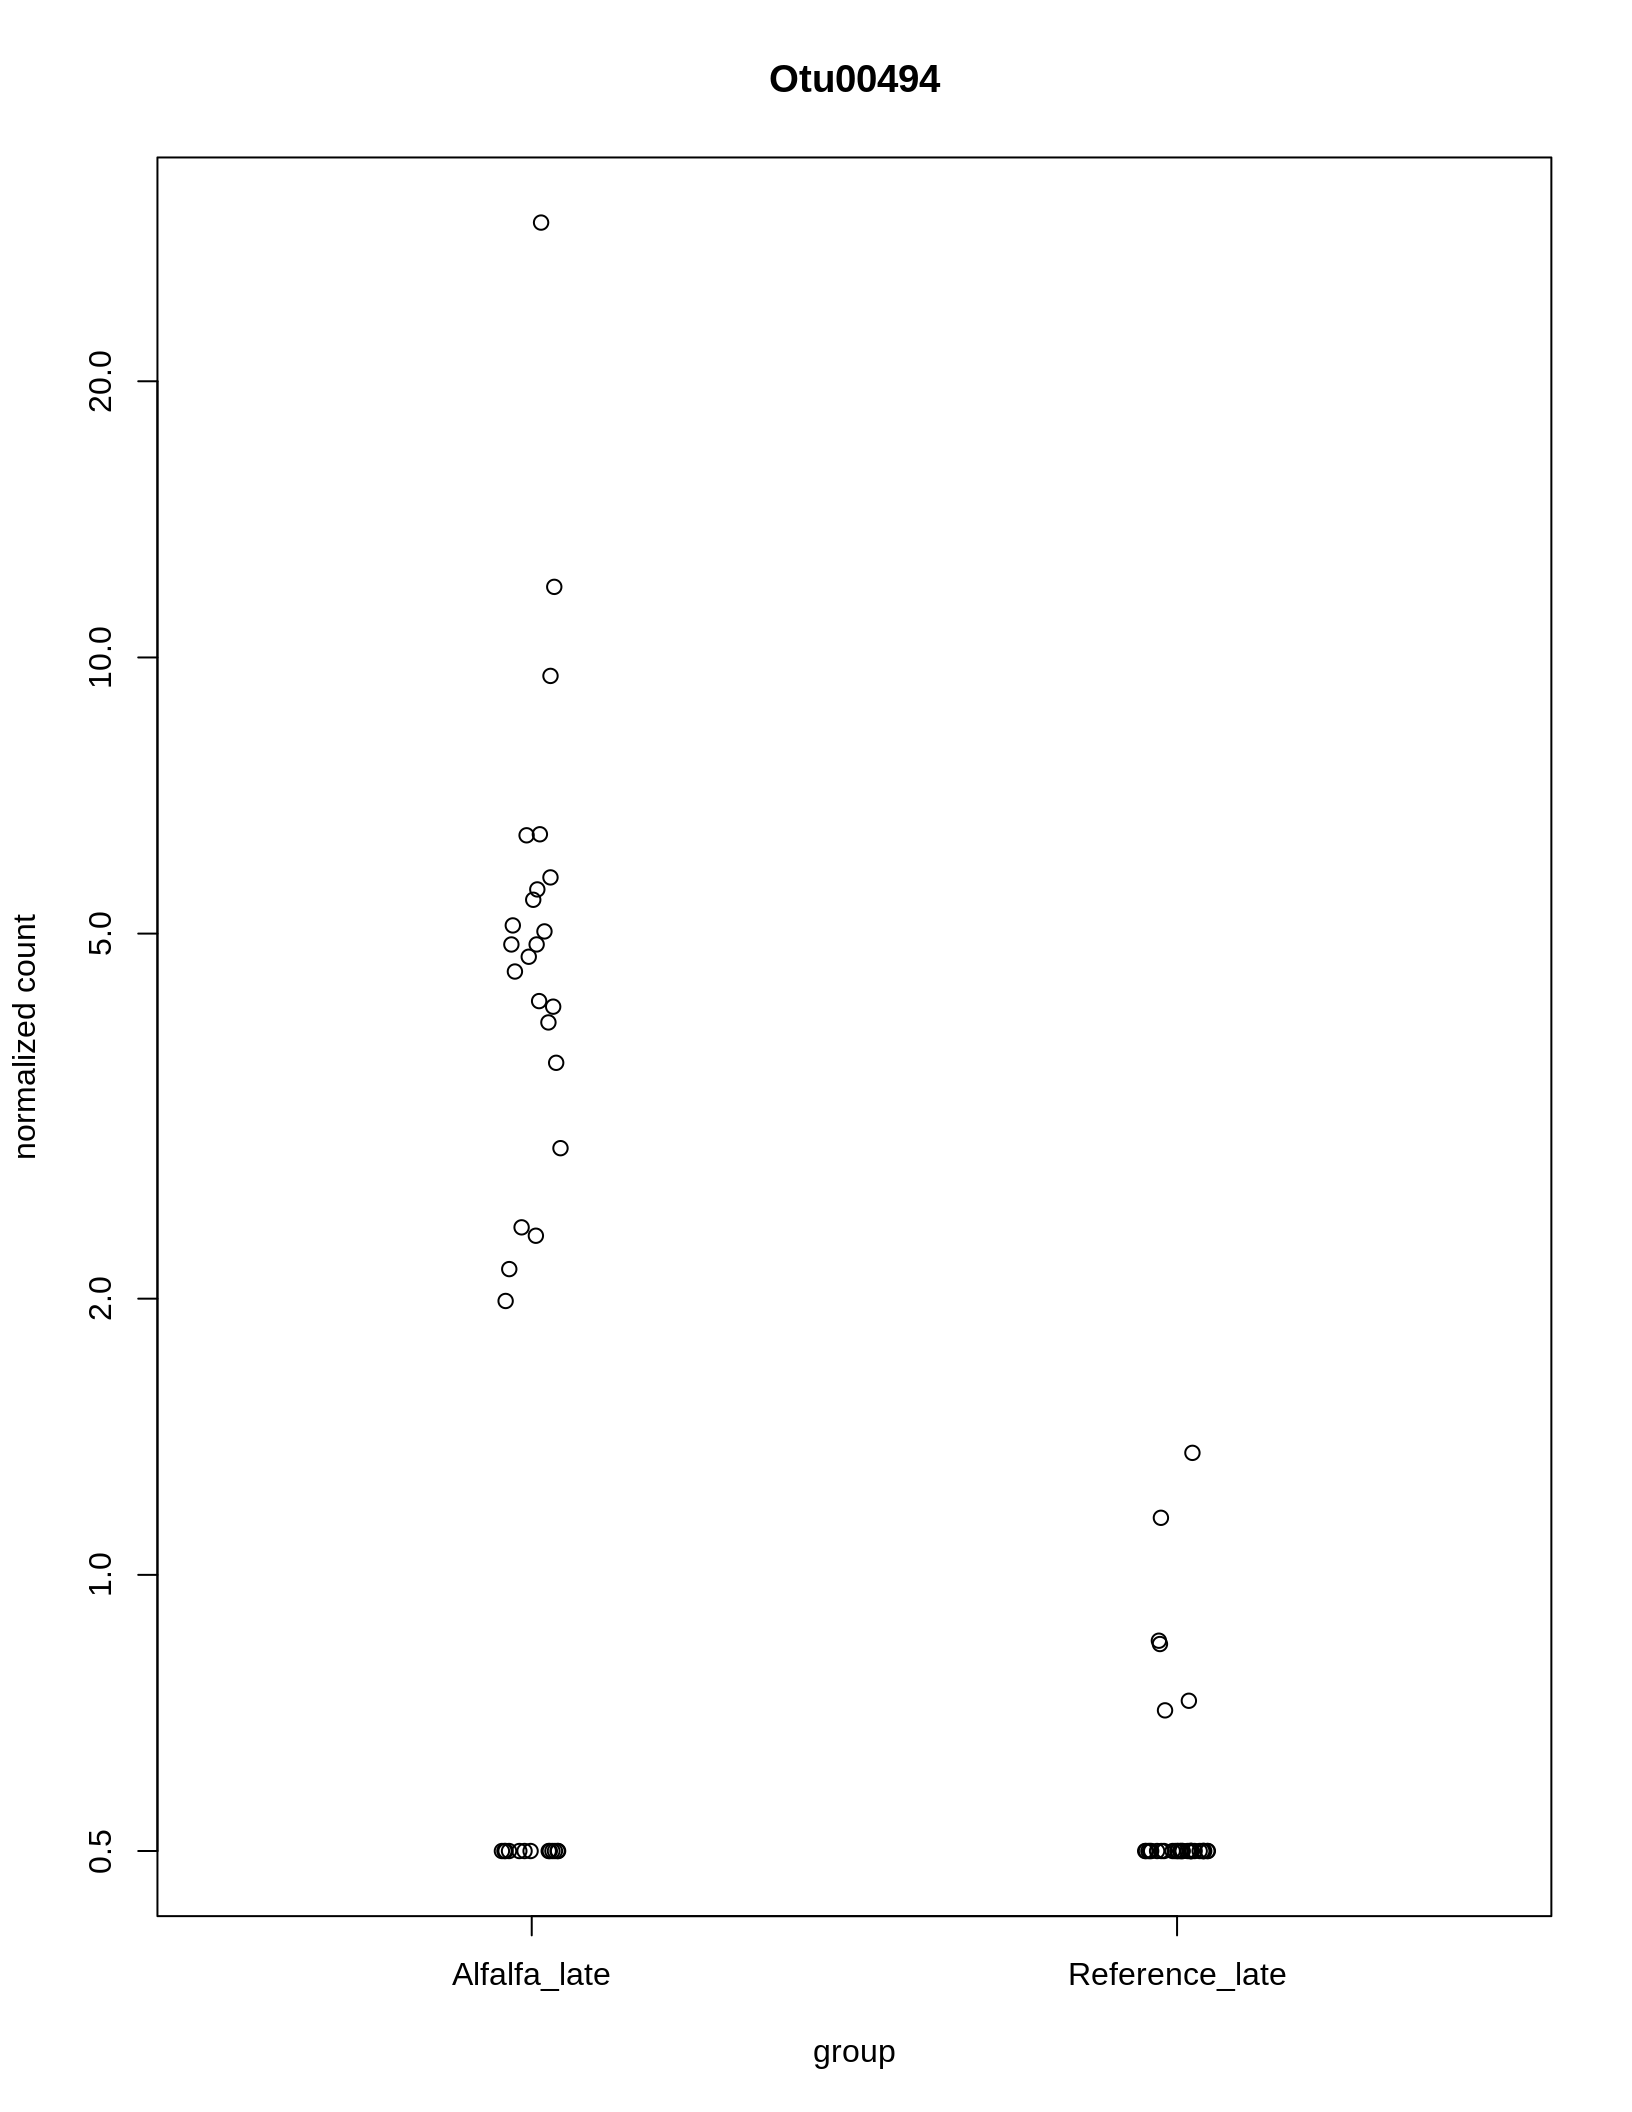 Otu00494
normalized count
20.0
10.0
5.0
2.0
1.0
0.5
Alfalfa_late
Reference_late
group